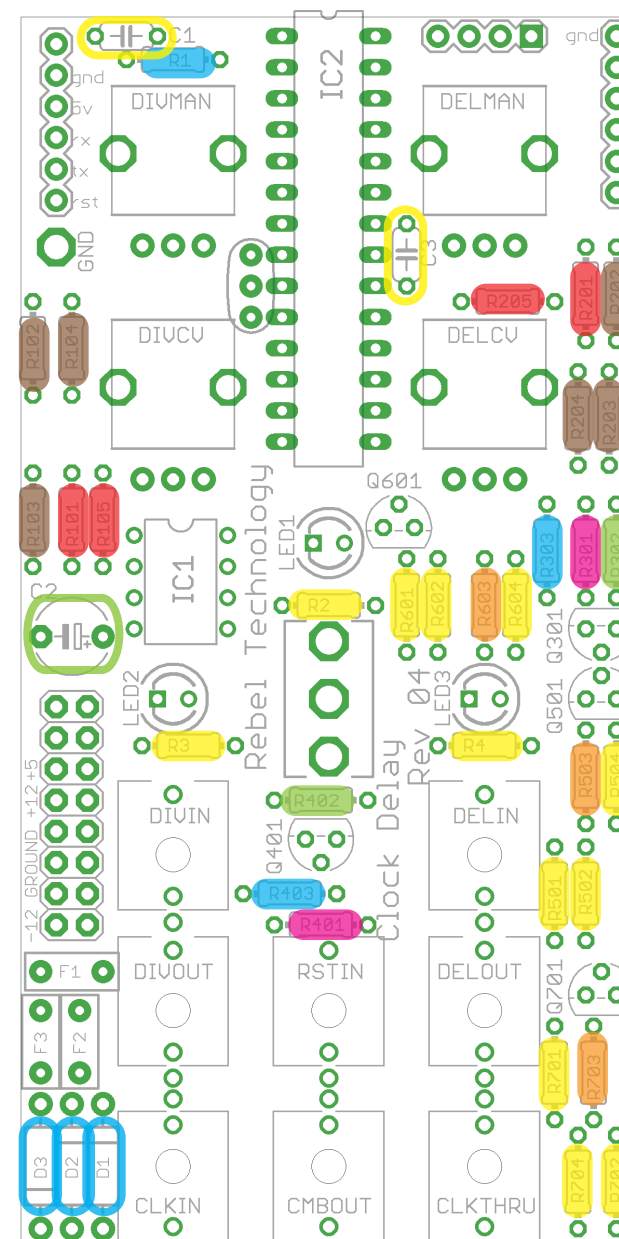 C1
R1
IC2
gnd
gnd
5v
rx
tx
rst
DIVMAN
DELMAN
GND
C3
R205
R201
R202
R102
R104
DIVCV
DELCV
R204
R203
Q601
R103
R101
R105
IC1
LED1
Rebel Technology
R303
R301
R302
C2
R2
R601
R602
R603
R604
Q301
LED2
LED3
Rev 04
Q501
R3
R4
-12 GROUND +12+5
R402
R503
R504
DIVIN
Q401
Clock Delay
DELIN
R403
R401
R501
R502
F1
DIVOUT
RSTIN
DELOUT
Q701
F3
F2
R701
R703
D3
D2
D1
CLKIN
CMBOUT
CLKTHRU
R704
R702